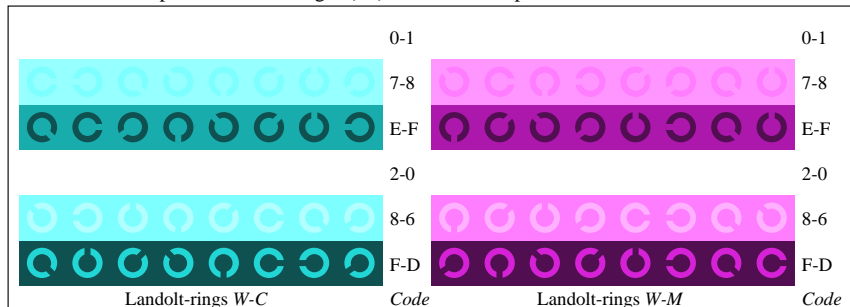 0-1 0-1
7-8 7-8
E-F E-F
2-0 2-0
8-6 8-6
F-D F-D
Landolt-rings W-C Code Landolt-rings W-M Code